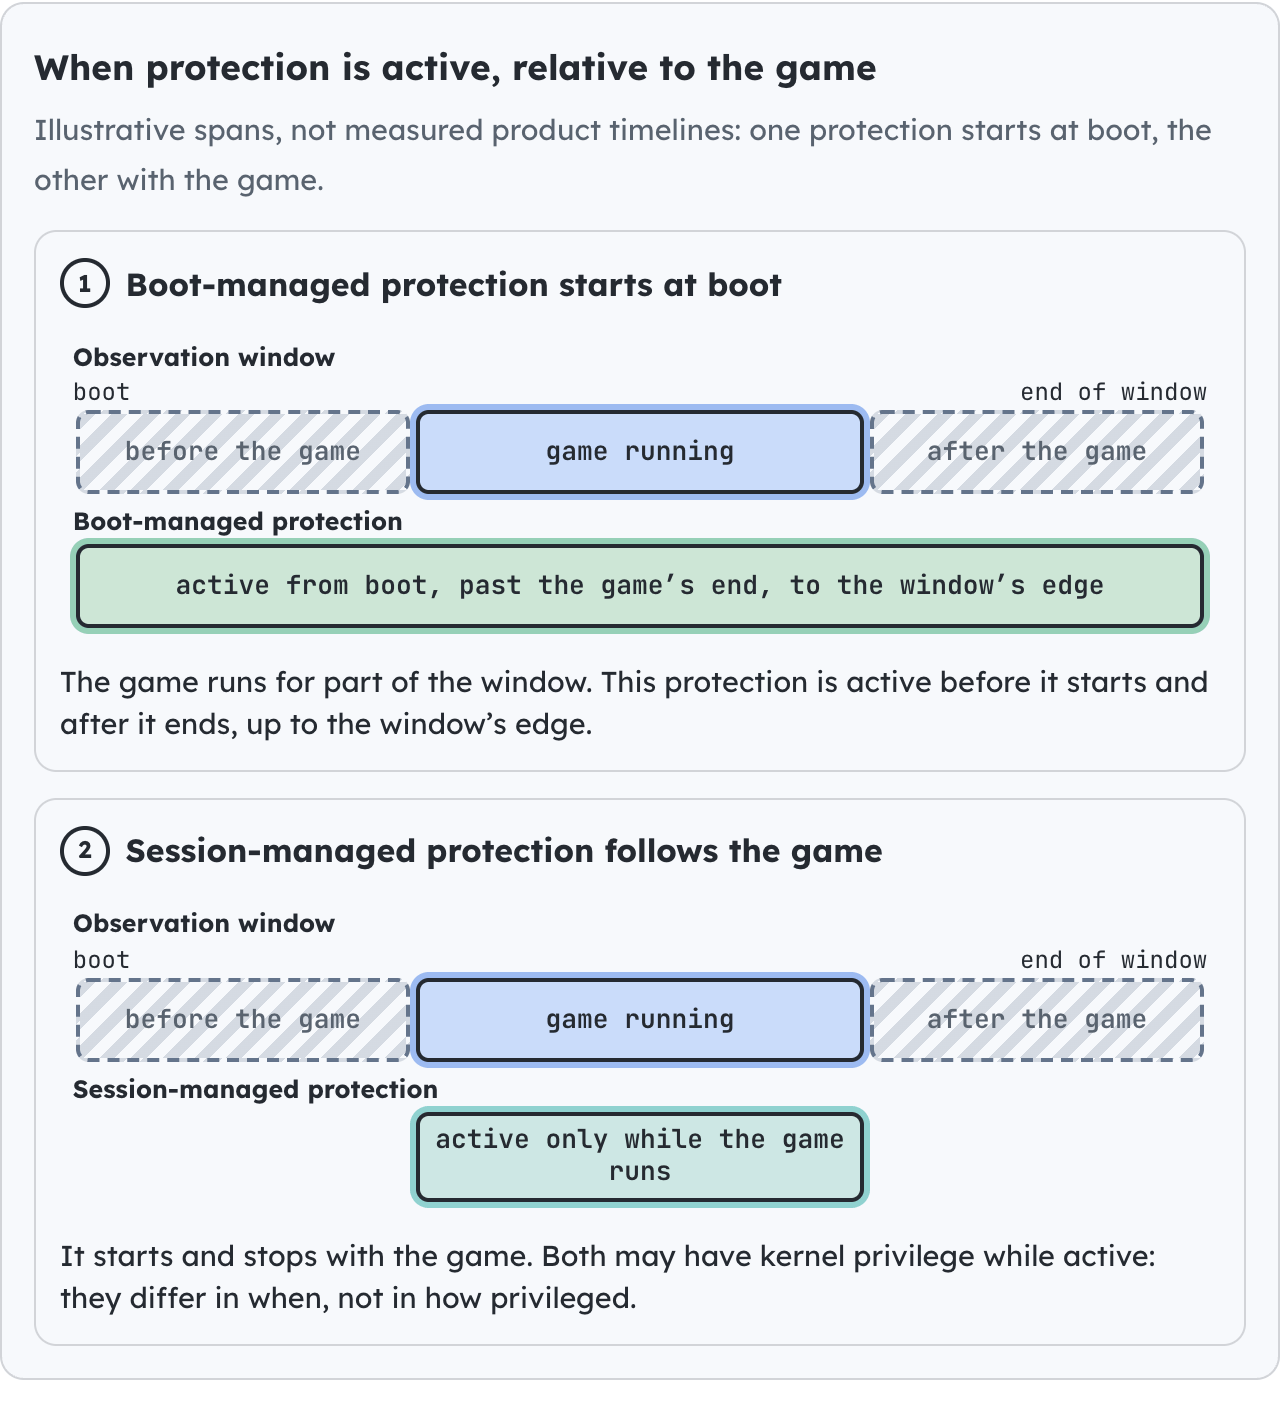 When protection is active, relative to the game
Illustrative spans, not measured product timelines: one protection starts at boot, the
other with the game.
1 Boot-managed protection starts at boot
Observation window
boot end of window
before the game game running after the game
Boot-managed protection
active from boot, past the game’s end, to the window’s edge
The game runs for part of the window. This protection is active before it starts and
after it ends, up to the window’s edge.
2 Session-managed protection follows the game
Observation window
boot end of window
before the game game running after the game
Session-managed protection
active only while the game
runs
It starts and stops with the game. Both may have kernel privilege while active:
they differ in when, not in how privileged.